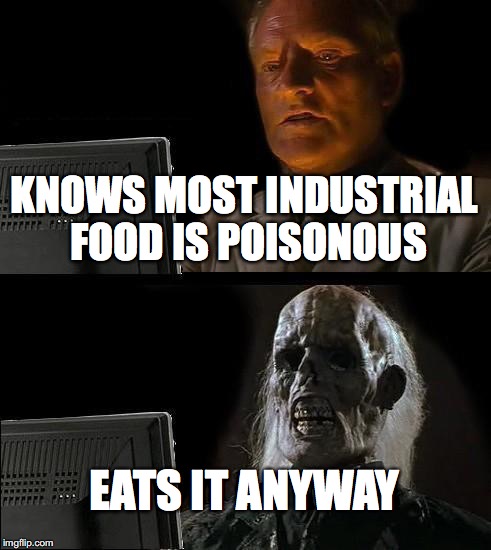 KNOWS MOST INDUSTRIAL
FOOD IS POISONOUS
EATS IT ANYWAY
imgflip.com